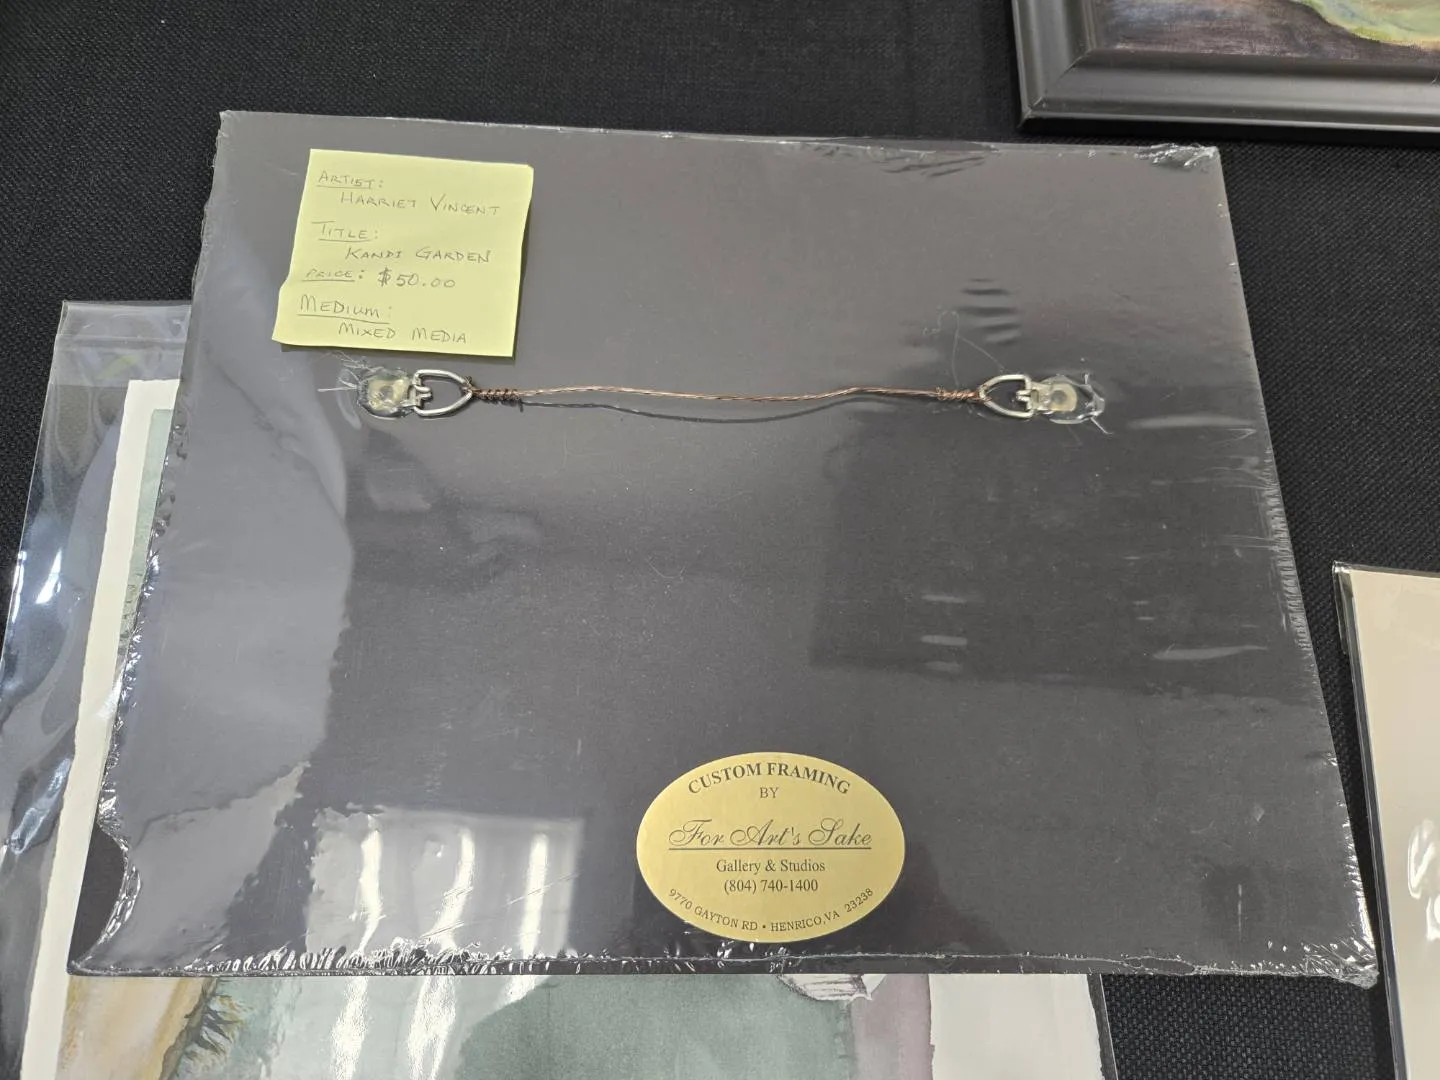 ARTIST:
HARRIET VINCENT
TITLE:
KANDI GARDEN
PRICE: $50.00
MEDIUM:
MIXED MEDIA
CUSTOM FRAMING
BY
For Art's Sake
Gallery & Studios
(804) 740-1400
9770 GAYTON RD • HENRICO, VA 23238